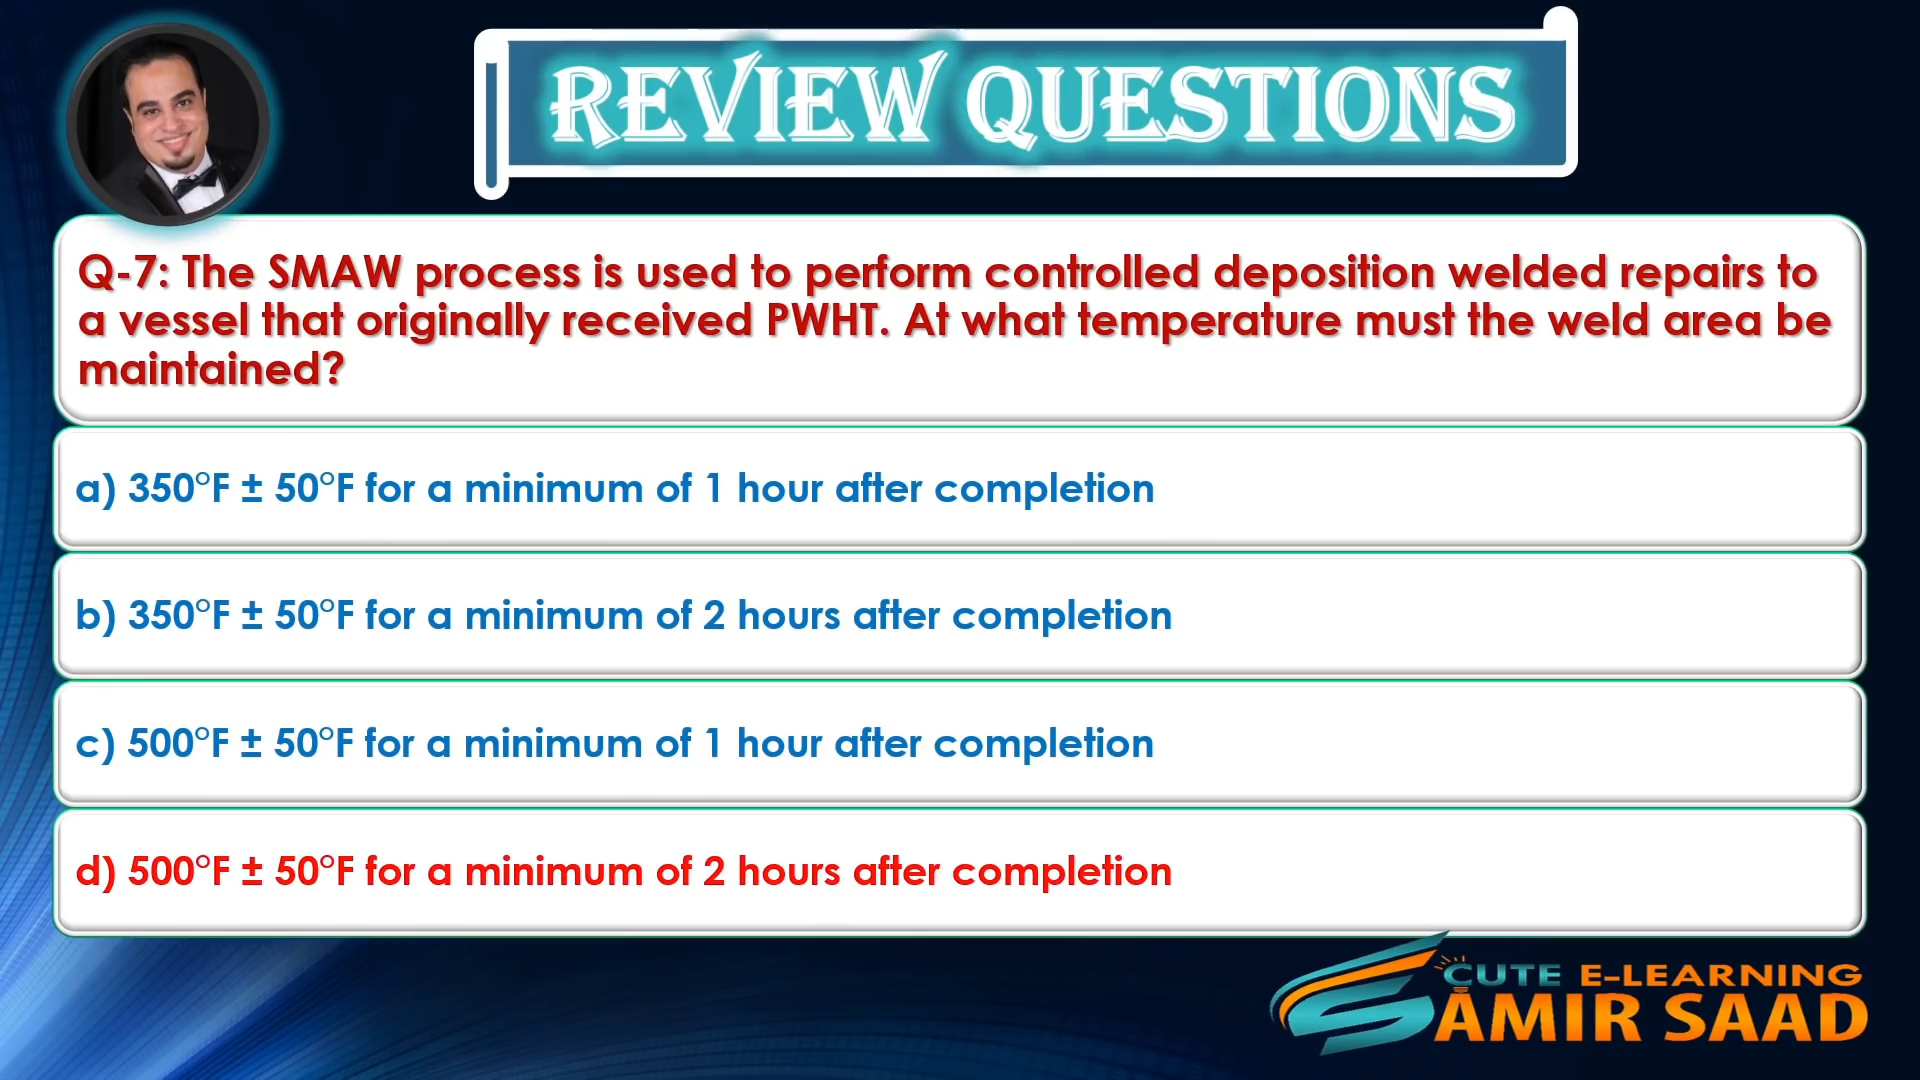 REVIEW QUESTIONS
Q-7: The SMAW process is used to perform controlled deposition welded repairs to
a vessel that originally received PWHT. At what temperature must the weld area be
maintained?
a) 350°F ± 50°F for a minimum of 1 hour after completion
b) 350°F ± 50°F for a minimum of 2 hours after completion
c) 500°F ± 50°F for a minimum of 1 hour after completion
d) 500°F ± 50°F for a minimum of 2 hours after completion
CUTE E-LEARNING
AMIR SAAD